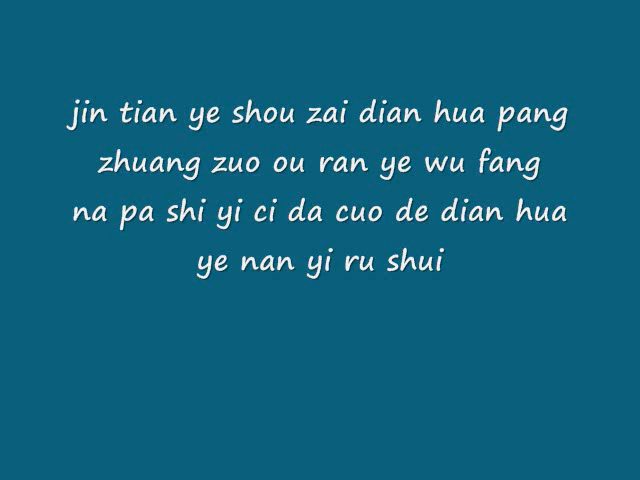 jin tian ye shou zai dian hua pang
zhuang zuo ou ran ye wu fang
na pa shi yi ci da cuo de dian hua
ye nan yi ru shui